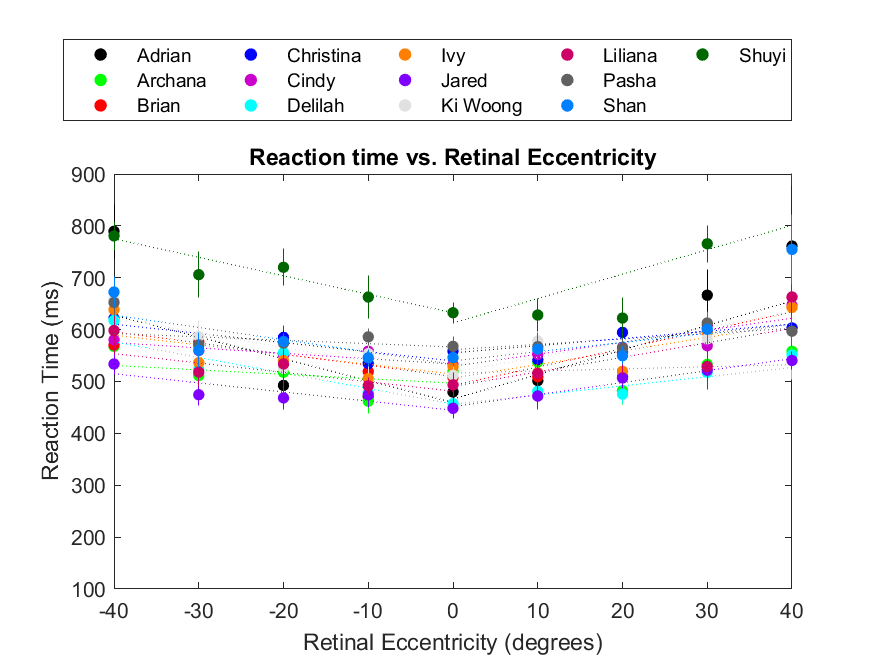 Adrian Christina Ivy Liliana Shuyi
Archana Cindy Jared Pasha
Brian Delilah Ki Woong Shan
Reaction time vs. Retinal Eccentricity
900
800
700
600
500
400
300
200
100
Reaction Time (ms)
-40 -30 -20 -10 0 10 20 30 40
Retinal Eccentricity (degrees)